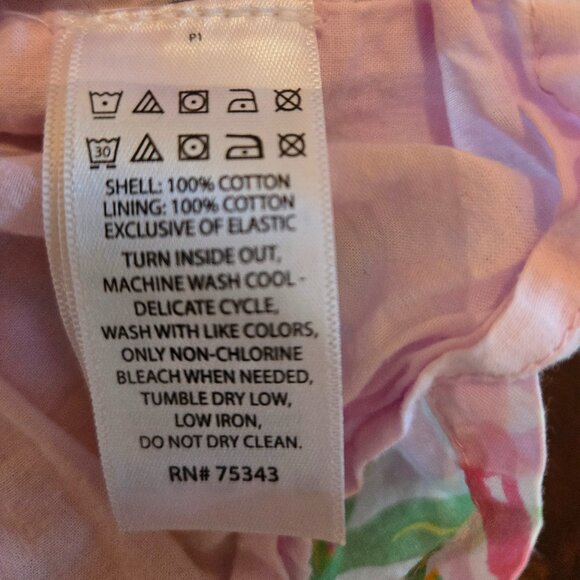 P1
30
SHELL: 100% COTTON
LINING: 100% COTTON
EXCLUSIVE OF ELASTIC
TURN INSIDE OUT,
MACHINE WASH COOL -
DELICATE CYCLE,
WASH WITH LIKE COLORS,
ONLY NON-CHLORINE
BLEACH WHEN NEEDED,
TUMBLE DRY LOW,
LOW IRON,
DO NOT DRY CLEAN.
RN# 75343